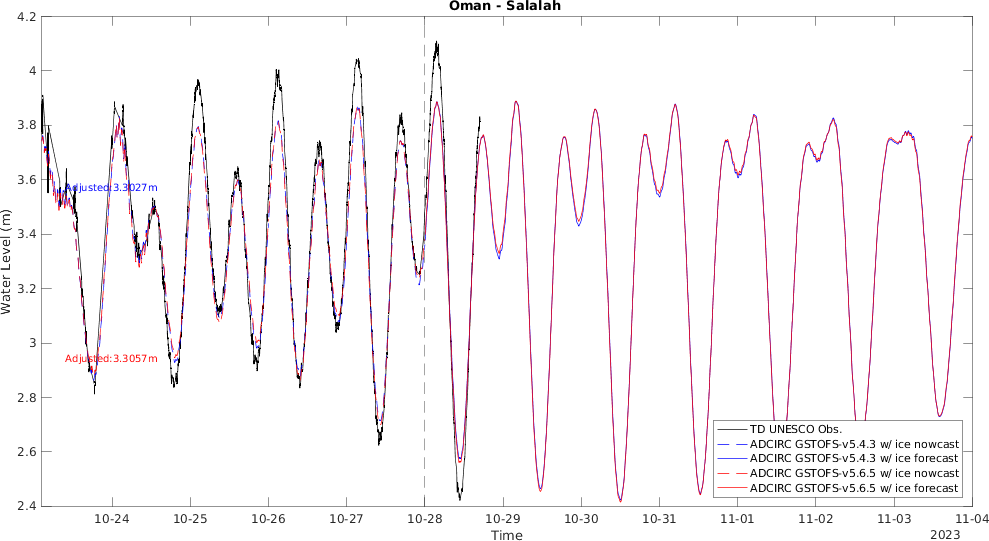 Oman - Salalah
4.2
4
3.8
3.6
3.4
3.2
3
2.8
2.6
2.4
Water Level (m)
Adjusted:3.3027m
Adjusted:3.3057m
TD UNESCO Obs.
ADCIRC GSTOFS-v5.4.3 w/ ice nowcast
ADCIRC GSTOFS-v5.4.3 w/ ice forecast
ADCIRC GSTOFS-v5.6.5 w/ ice nowcast
ADCIRC GSTOFS-v5.6.5 w/ ice forecast
10-24 10-25 10-26 10-27 10-28 10-29 10-30 10-31 11-01 11-02 11-03 11-04
Time
2023